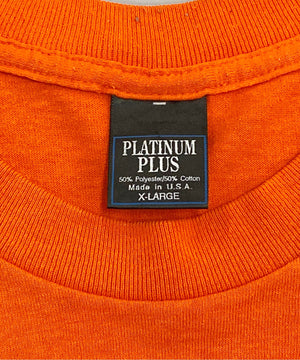 PLATINUM
PLUS
50% Polyester/50% Cotton
Made in U.S.A.
X-LARGE